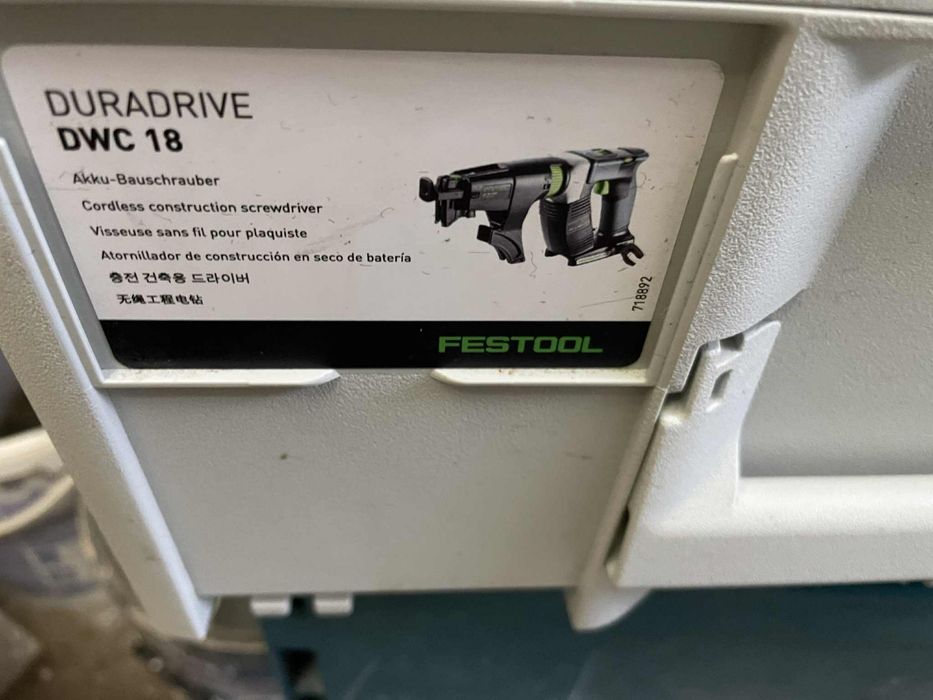 DURADRIVE
DWC 18
Akku-Bauschrauber
Cordless construction screwdriver
Visseuse sans fil pour plaquiste
Atornillador de construcción en seco de batería
충전 건축용 드라이버
无绳工程电钻
718892
FESTOOL